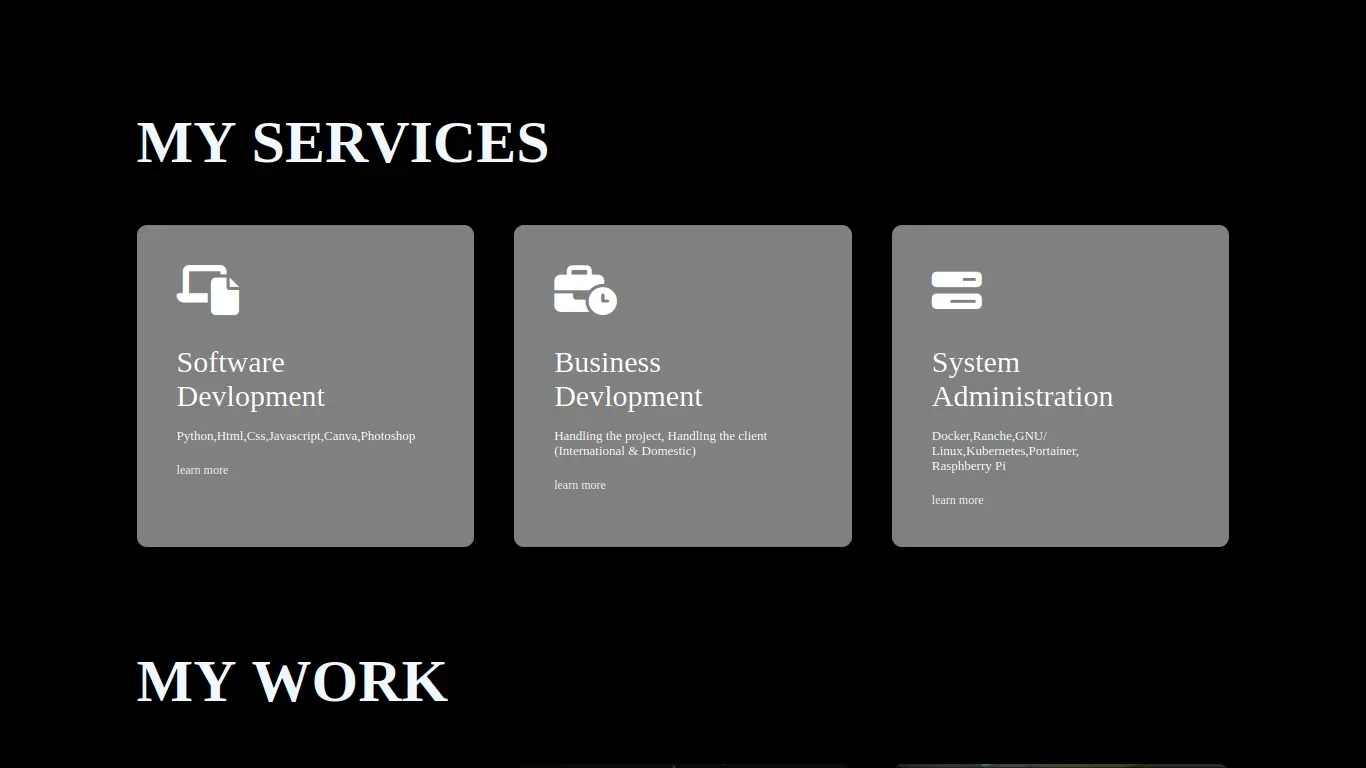 MY SERVICES
Software
Devlopment
Python,Html,Css,Javascript,Canva,Photoshop
learn more
Business
Devlopment
Handling the project, Handling the client
(International & Domestic)
learn more
System
Administration
Docker,Ranche,GNU/
Linux,Kubernetes,Portainer,
Rasphberry Pi
learn more
MY WORK